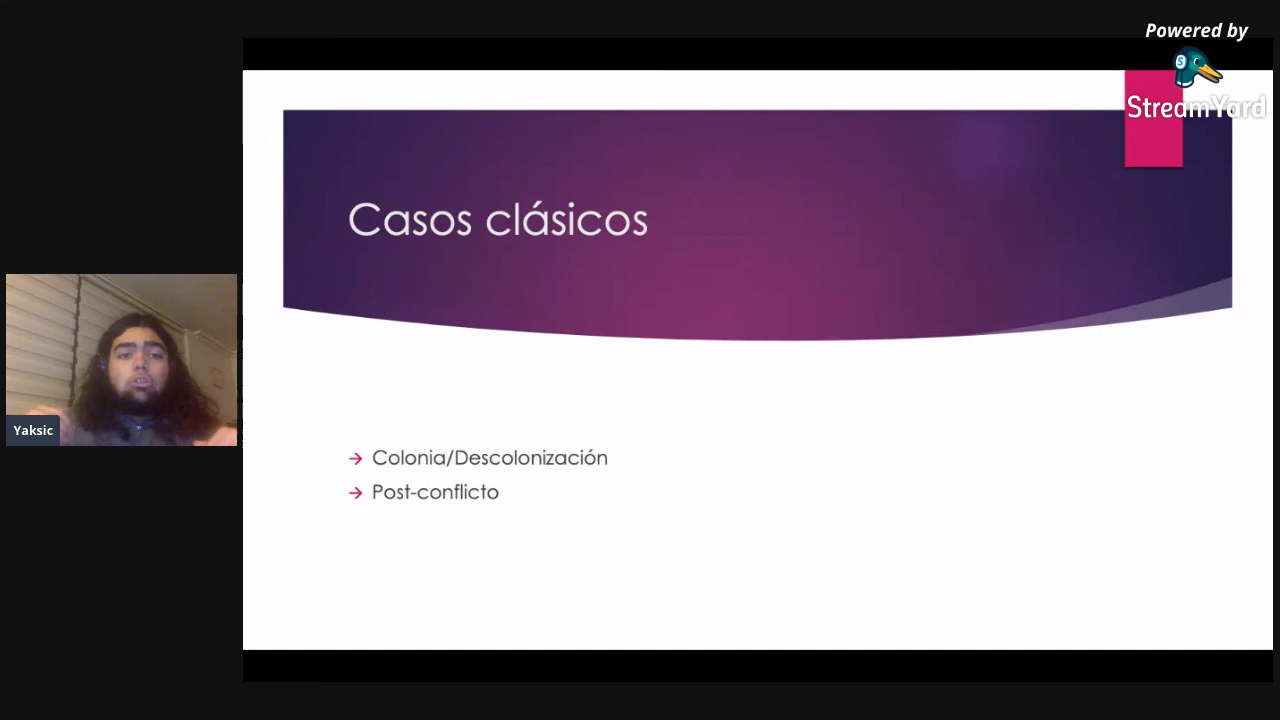 Powered by
S
StreamYard
Casos clásicos
Yaksic
→ Colonia/Descolonización
→ Post-conflicto